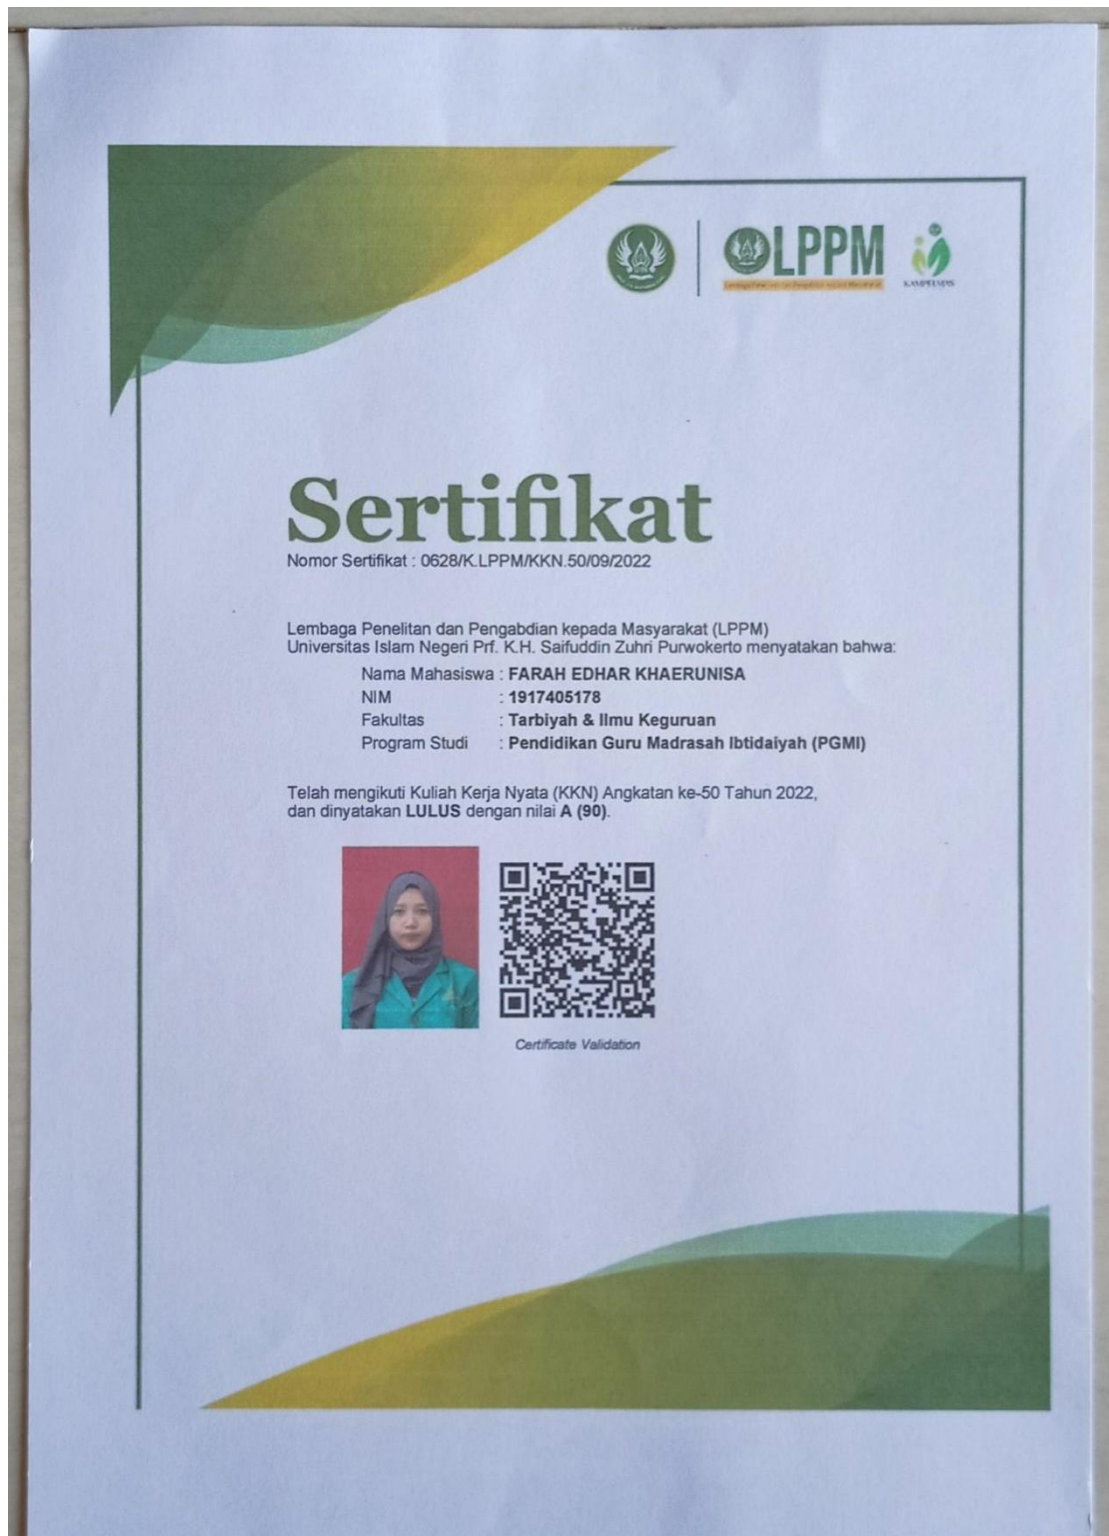 LPPM
KAMPELMAS
Sertifikat
Nomor Sertifikat : 0628/K.LPPM/KKN.50/09/2022
Lembaga Penelitan dan Pengabdian kepada Masyarakat (LPPM)
Universitas Islam Negeri Prf. K.H. Saifuddin Zuhri Purwokerto menyatakan bahwa:
Nama Mahasiswa : FARAH EDHAR KHAERUNISA
NIM : 1917405178
Fakultas : Tarbiyah & Ilmu Keguruan
Program Studi : Pendidikan Guru Madrasah Ibtidaiyah (PGMI)
Telah mengikuti Kuliah Kerja Nyata (KKN) Angkatan ke-50 Tahun 2022,
dan dinyatakan LULUS dengan nilai A (90).
Certificate Validation